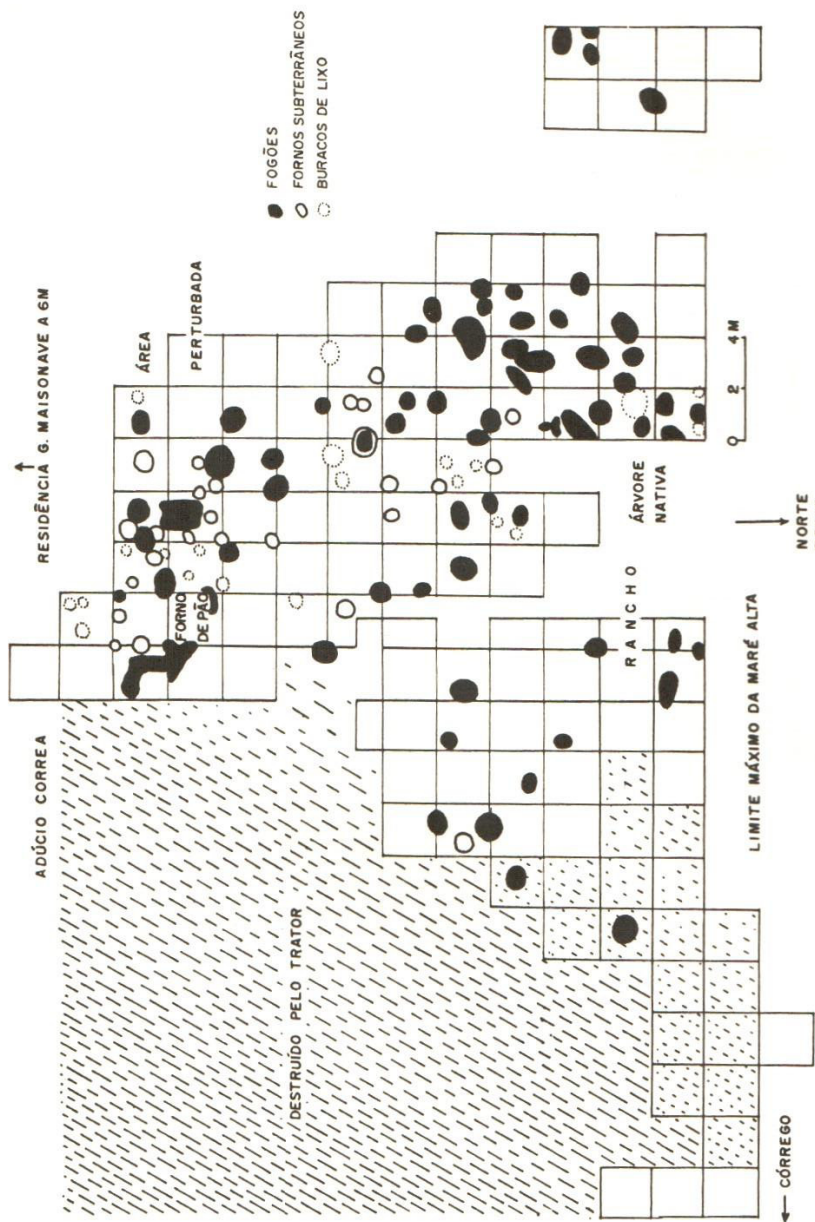 RESIDÊNCIA G. MAISONAVE A 6M
ÁREA
PERTURBADA
FOGÕES
FORNOS SUBTERRÂNEOS
BURACOS DE LIXO
ADÚCIO CORREA
FORNO
DE PÃO
DESTRUÍDO PELO TRATOR
RANCHO
ÁRVORE
NATIVA
0 2 4 M
NORTE
LIMITE MÁXIMO DA MARÉ ALTA
CÓRREGO